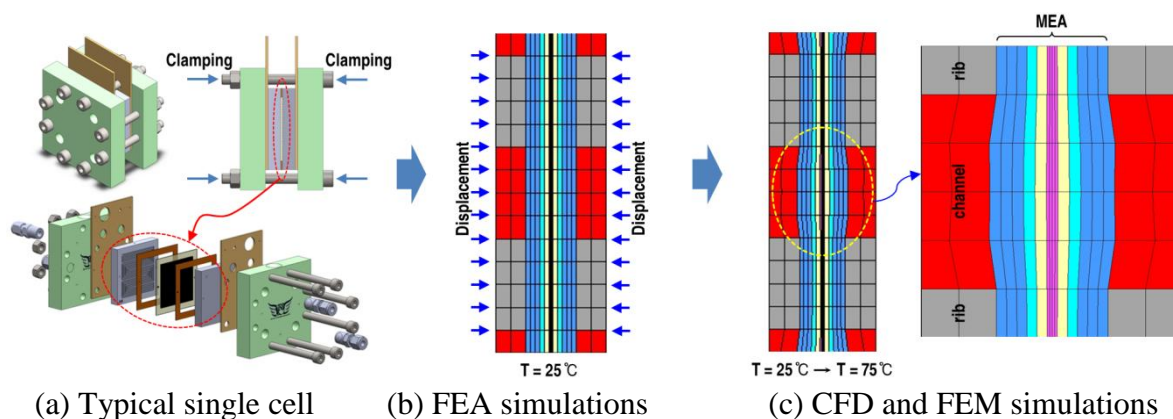 Clamping
Clamping
Displacement
Displacement
T = 25℃
T = 25℃ → T = 75℃
MEA
rib
channel
rib
(a) Typical single cell
(b) FEA simulations
(c) CFD and FEM simulations